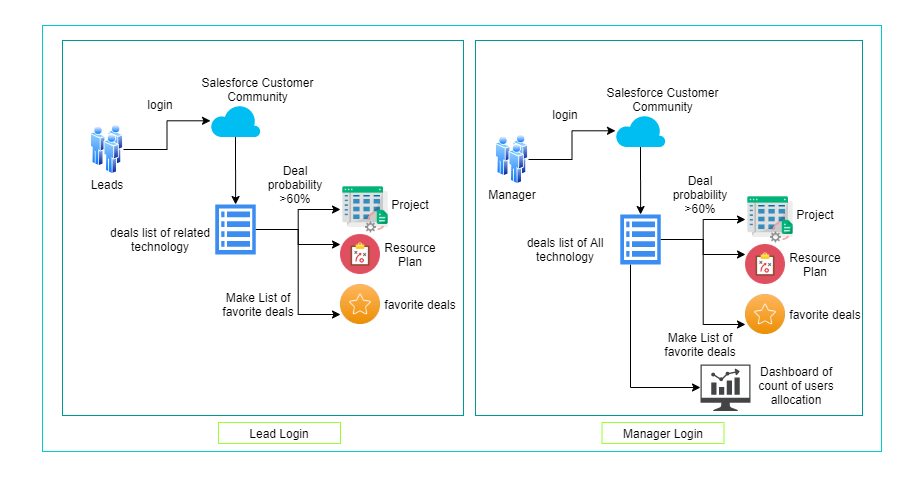 Salesforce Customer
Community
login
Leads
Deal
probability
>60%
Project
deals list of related
technology
Resource
Plan
Make List of
favorite deals
favorite deals
Lead Login
Salesforce Customer
Community
login
Manager
Deal
probability
>60%
Project
deals list of All
technology
Resource
Plan
favorite deals
Make List of
favorite deals
Dashboard of
count of users
allocation
Manager Login